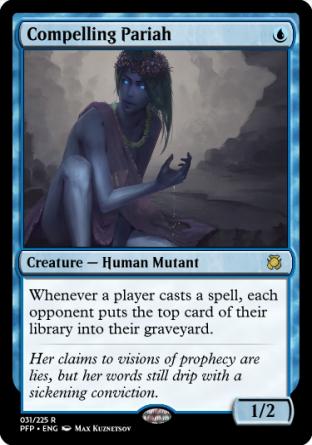 Compelling Pariah
Creature — Human Mutant
Whenever a player casts a spell, each
opponent puts the top card of their
library into their graveyard.
Her claims to visions of prophecy are
lies, but her words still drip with a
sickening conviction.
1/2
031/225 R
PFP • ENG Max Kuznetsov